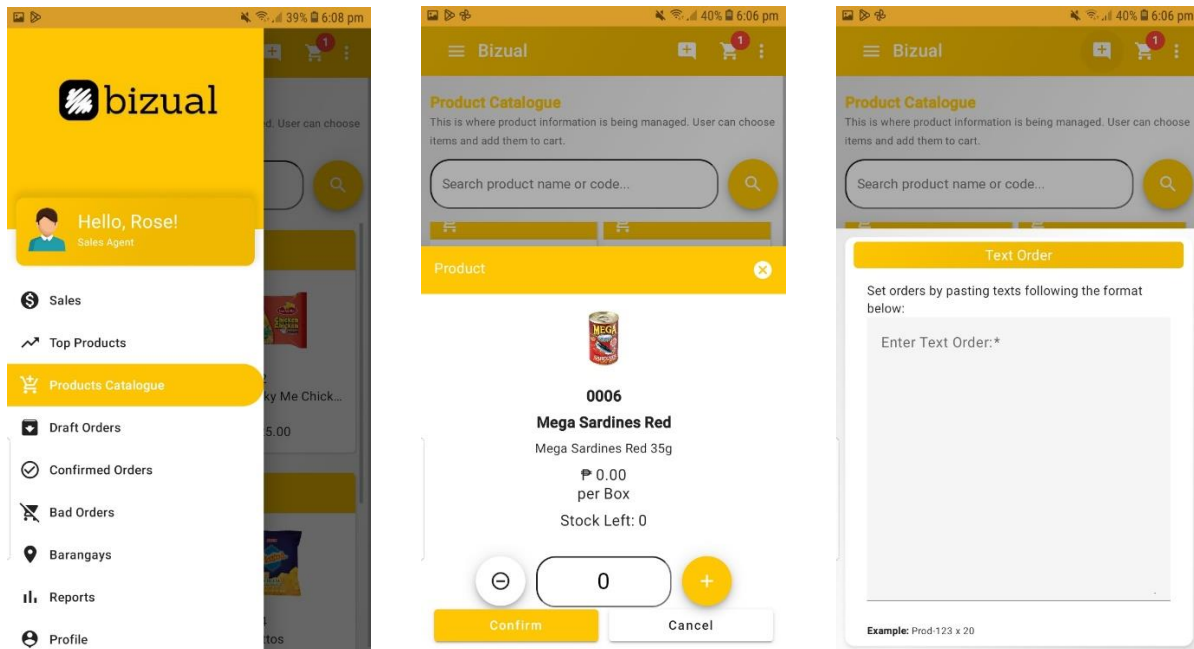 39% 6:08 pm
bizual
d. User can choose
Hello, Rose!
Sales Agent
Sales
Top Products
Products Catalogue
ky Me Chick...
Draft Orders
5.00
Confirmed Orders
Bad Orders
Barangays
Reports
Profile
tos
40% 6:06 pm
Bizual
1
Product Catalogue
This is where product information is being managed. User can choose
items and add them to cart.
Search product name or code...
Product
MEGA
0006
Mega Sardines Red
Mega Sardines Red 35g
₱ 0.00
per Box
Stock Left: 0
0
Confirm
Cancel
40% 6:06 pm
Bizual
1
Product Catalogue
This is where product information is being managed. User can choose
items and add them to cart.
Search product name or code...
Text Order
Set orders by pasting texts following the format
below:
Enter Text Order:*
Example: Prod-123 x 20